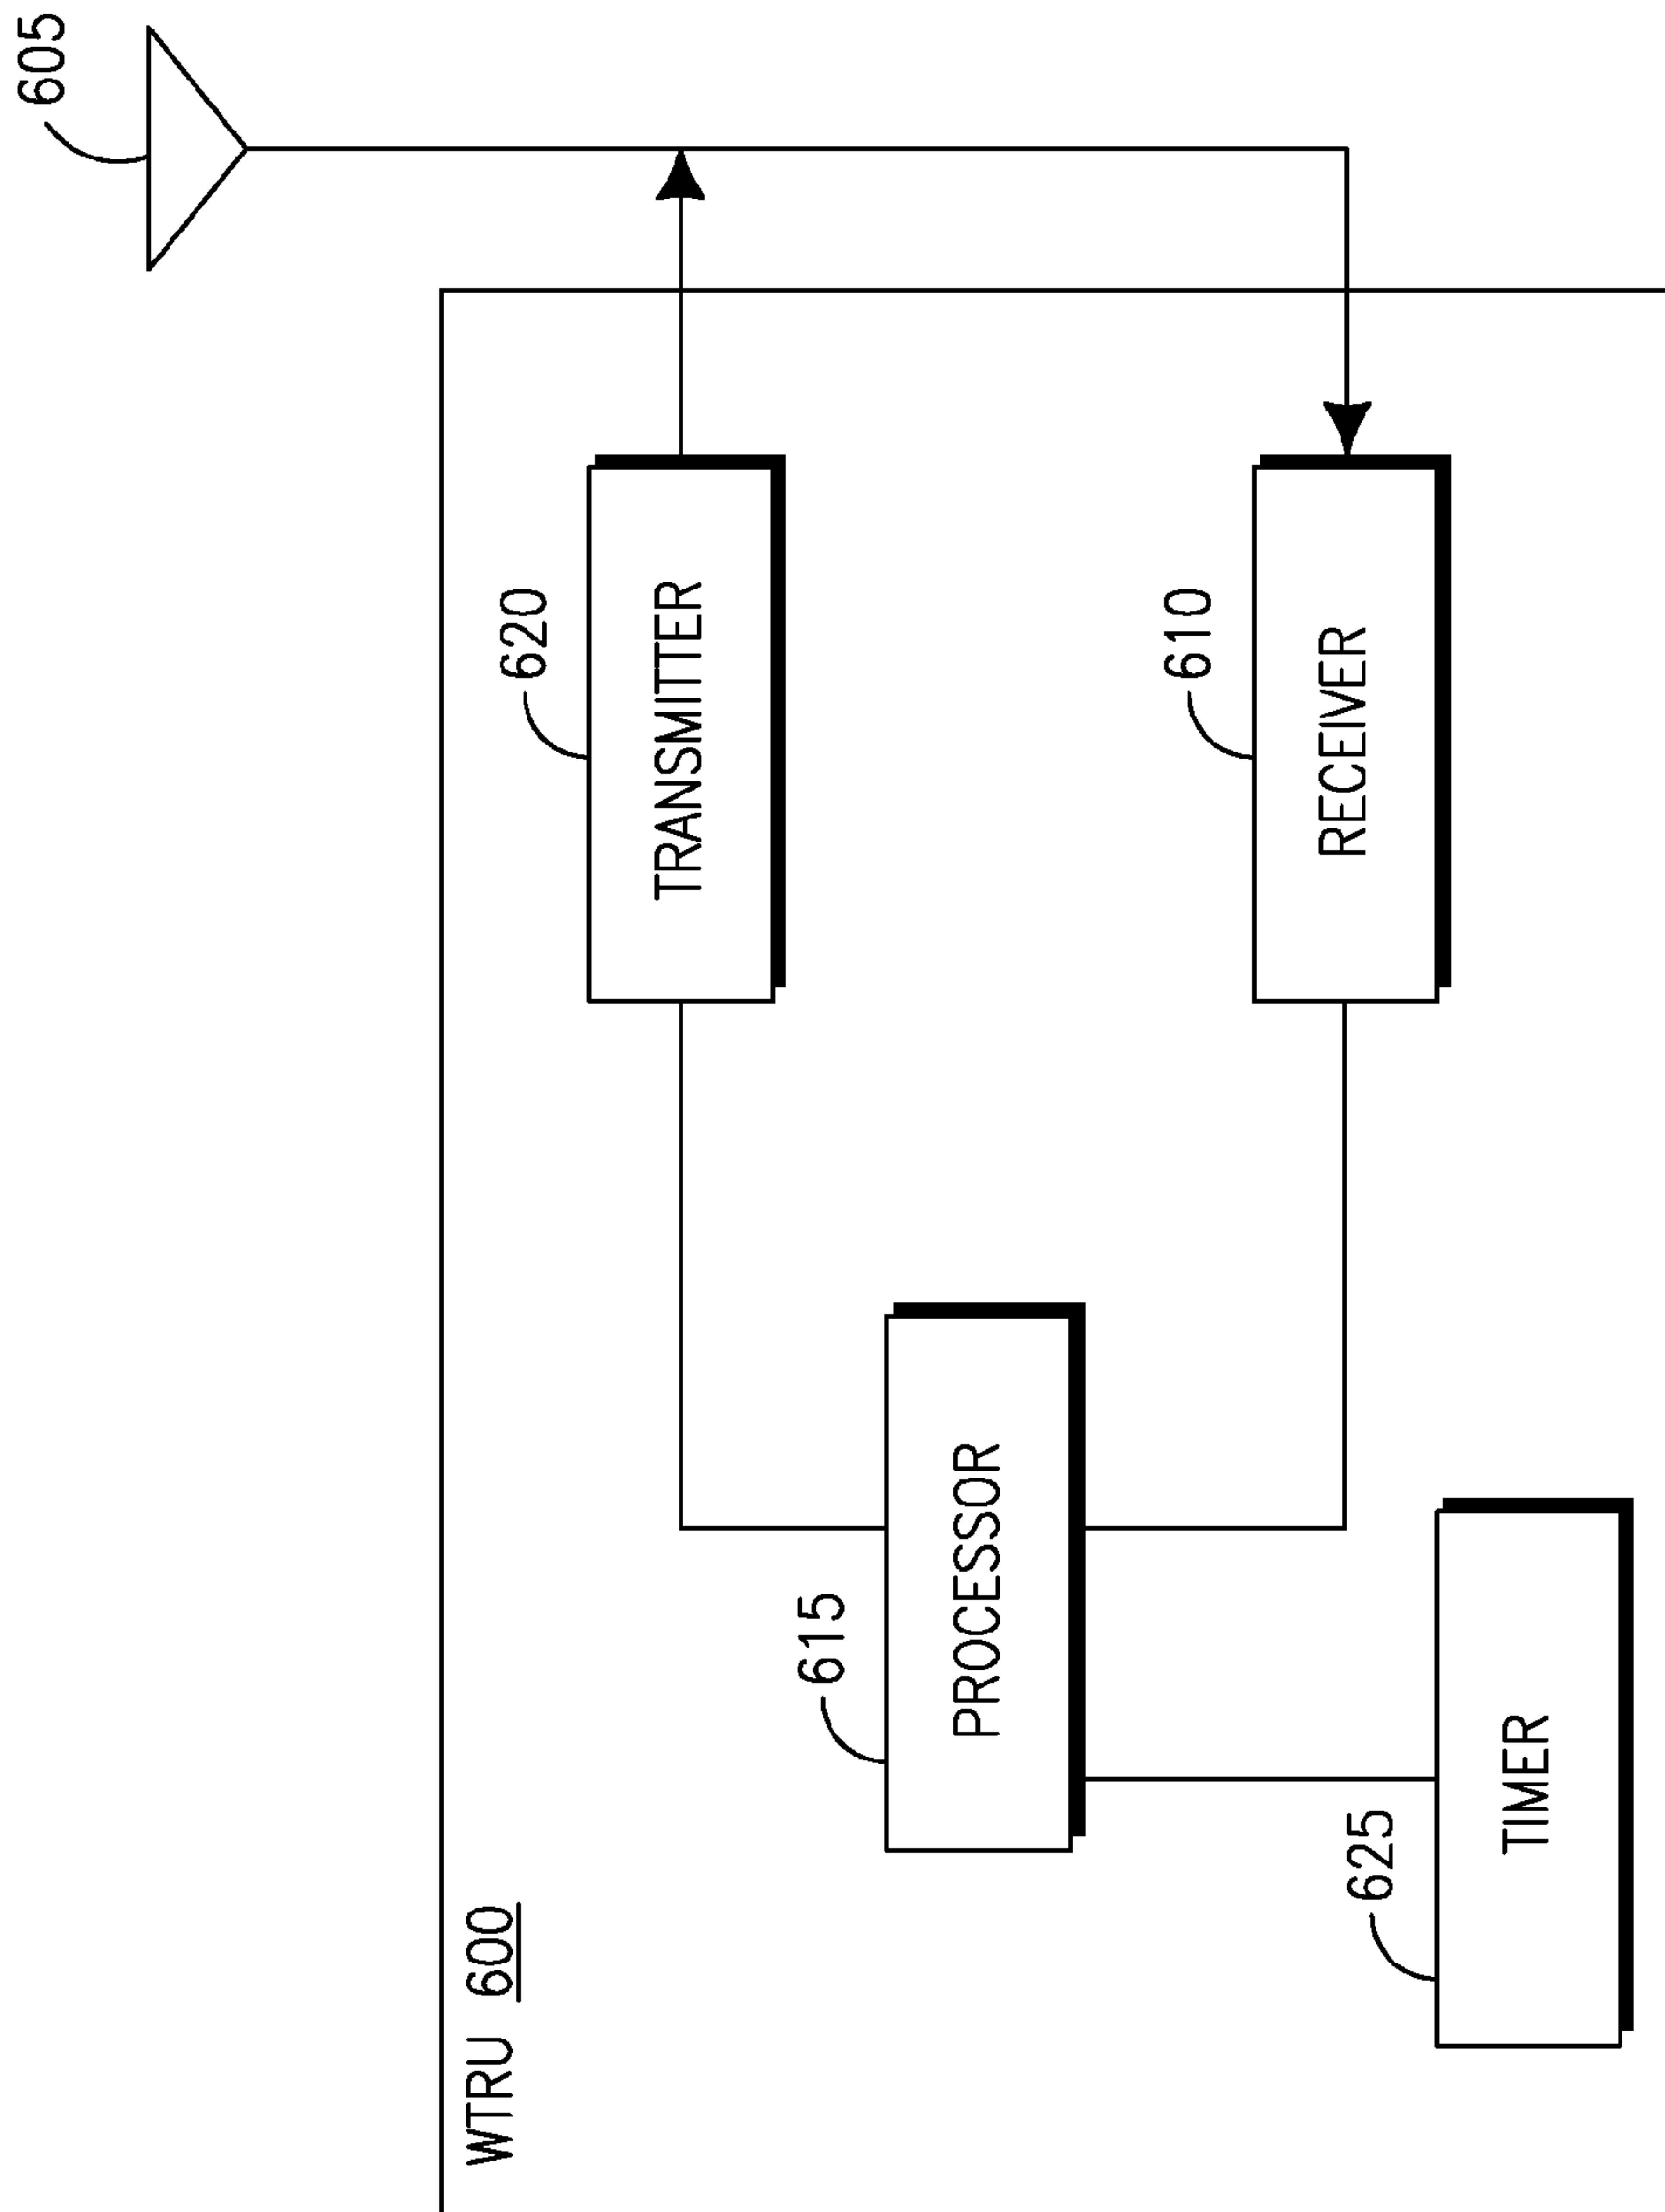 605
WTRU 600
620
TRANSMITTER
615
PROCESSOR
610
RECEIVER
625
TIMER